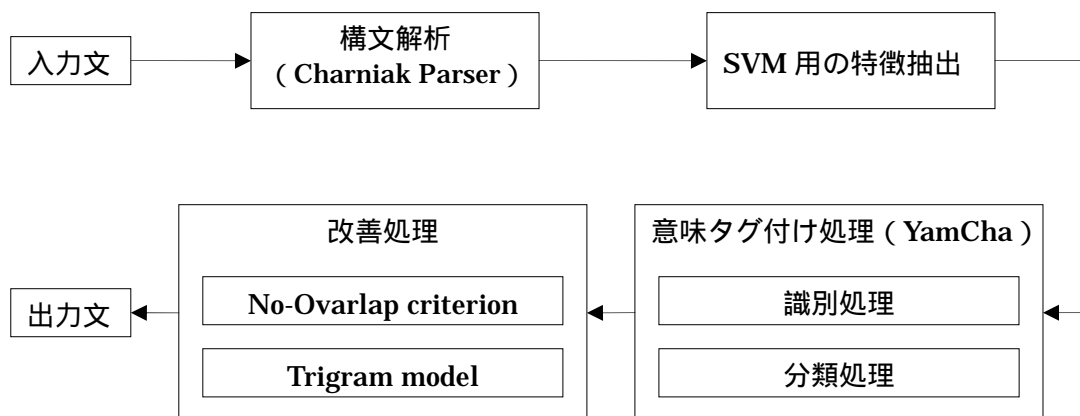 入力文
構文解析
（Charniak Parser）
SVM 用の特徴抽出
意味タグ付け処理（YamCha）
識別処理
分類処理
改善処理
No-Ovarlap criterion
Trigram model
出力文